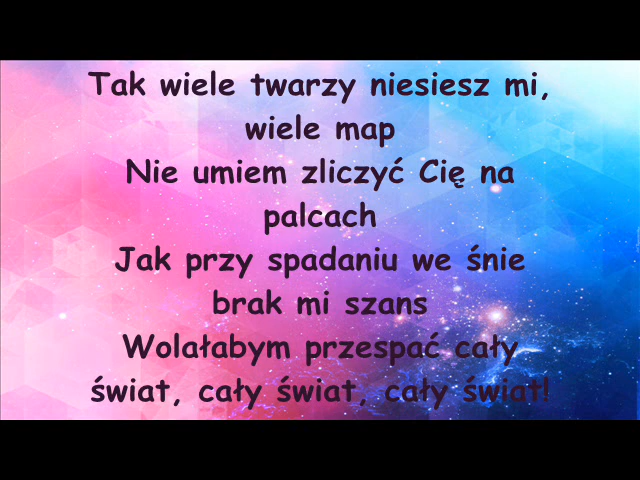 Tak wiele twarzy niesiesz mi,
wiele map
Nie umiem zliczyć Cię na
palcach
Jak przy spadaniu we śnie
brak mi szans
Wolałabym przespać cały
świat, cały świat, cały świat!